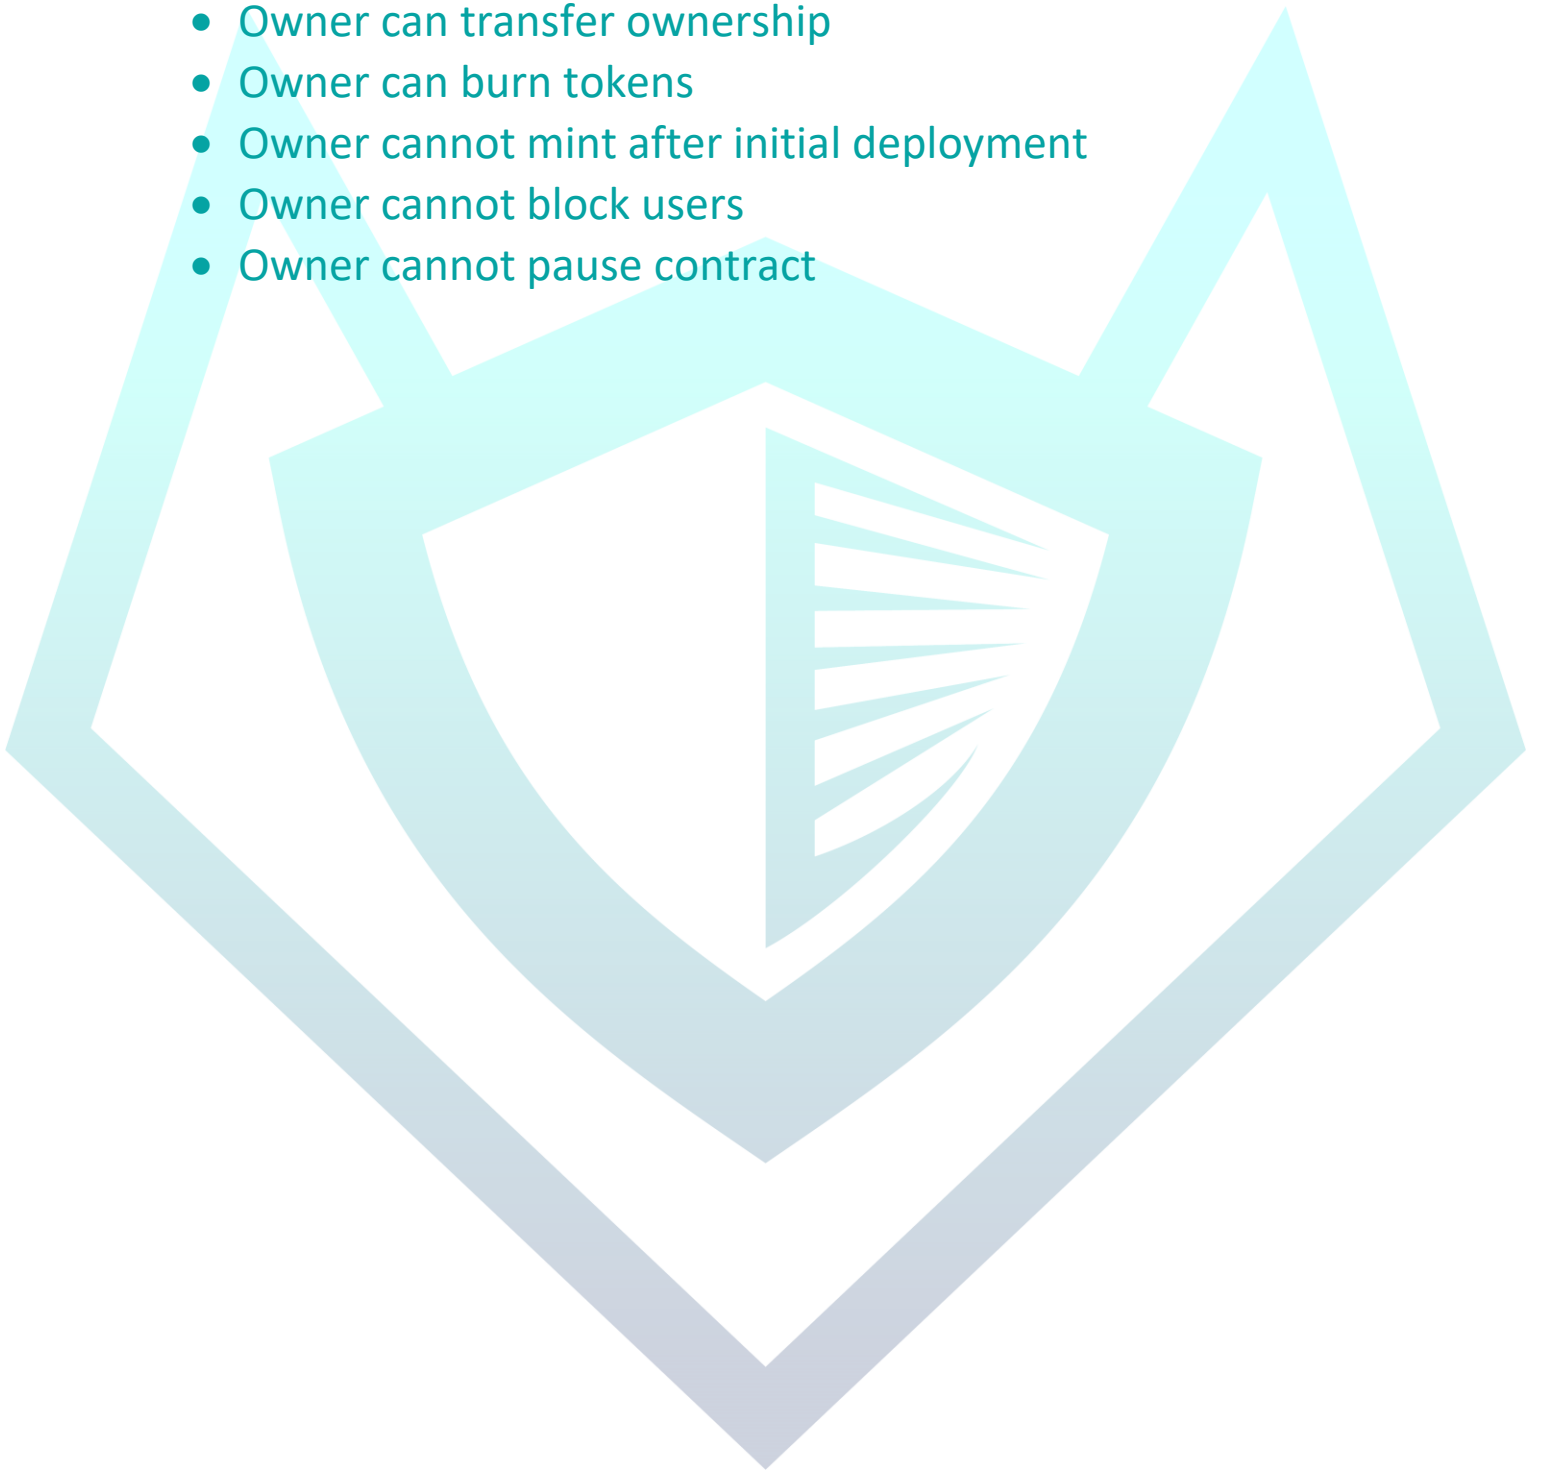 • Owner can transfer ownership
• Owner can burn tokens
• Owner cannot mint after initial deployment
• Owner cannot block users
• Owner cannot pause contract